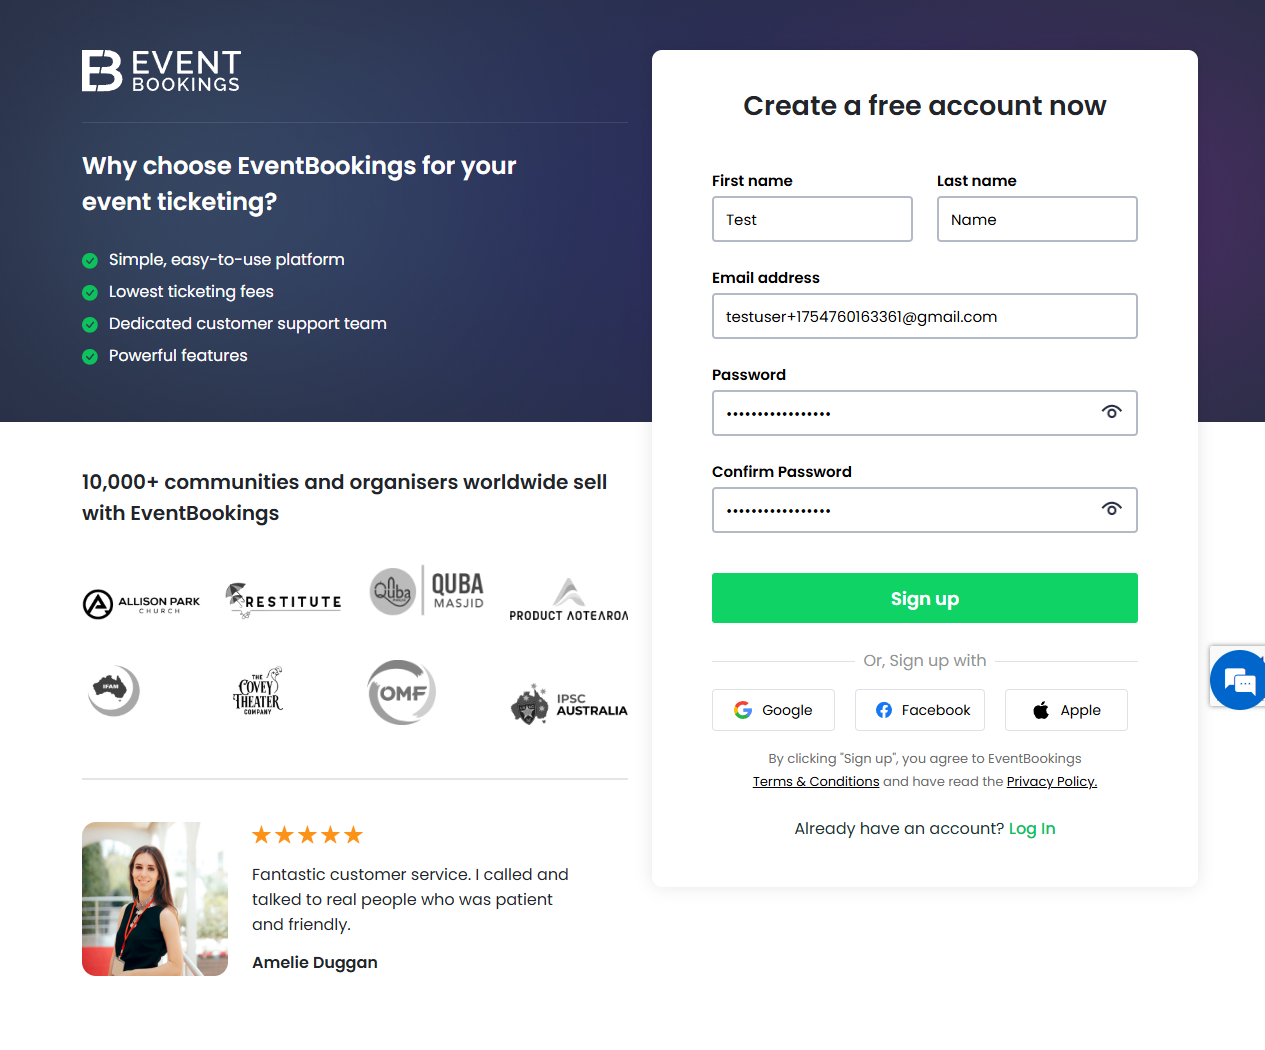 EVENT
BOOKINGS
Why choose EventBookings for your
event ticketing?
Simple, easy-to-use platform
Lowest ticketing fees
Dedicated customer support team
Powerful features
10,000+ communities and organisers worldwide sell
with EventBookings
ALLISON PARK
CHURCH
RESTITUTE
Quba
QUBA
MASJID
PRODUCT AOTEAROA
IFAM
THE
COVEY
THEATER
COMPANY
OMF
IPSC
AUSTRALIA
Fantastic customer service. I called and
talked to real people who was patient
and friendly.
Amelie Duggan
Create a free account now
First name
Last name
Test
Name
Email address
testuser+1754760163361@gmail.com
Password
•••••••••••••••••
Confirm Password
•••••••••••••••••
Sign up
Or, Sign up with
Google
Facebook
Apple
By clicking "Sign up", you agree to EventBookings
Terms & Conditions and have read the Privacy Policy.
Already have an account? Log In